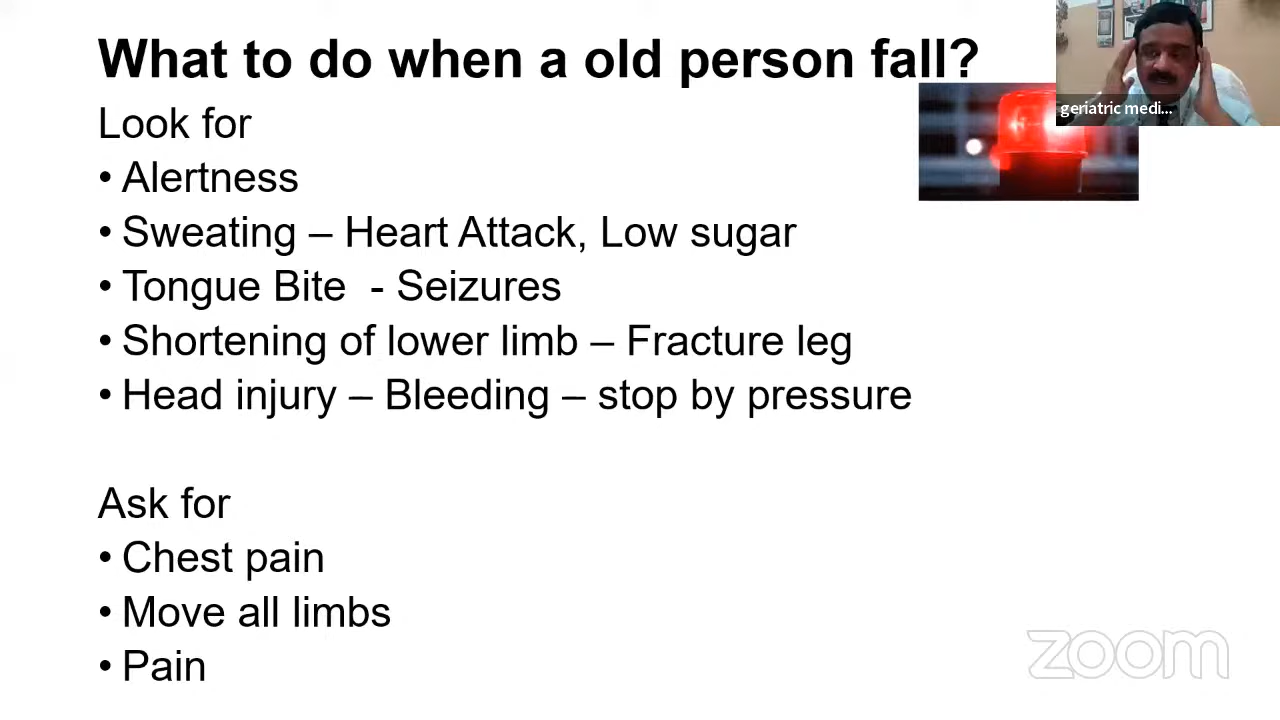 What to do when a old person fall?
geriatric medi...
Look for
• Alertness
• Sweating – Heart Attack, Low sugar
• Tongue Bite  - Seizures
• Shortening of lower limb – Fracture leg
• Head injury – Bleeding – stop by pressure
Ask for
• Chest pain
• Move all limbs
• Pain
zoom